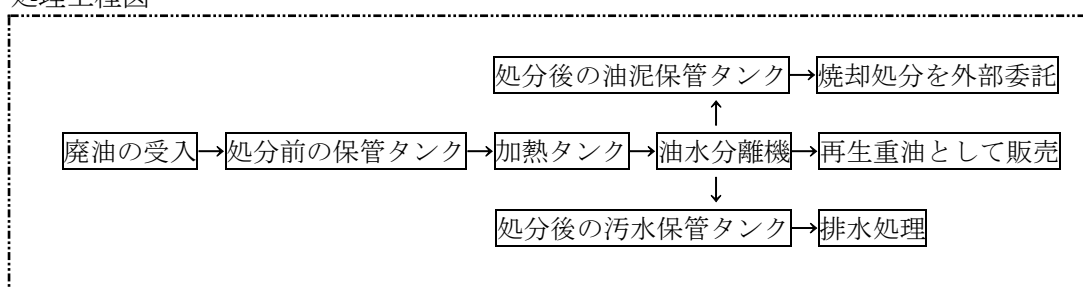 処理工程図
処分後の油泥保管タンク→焼却処分を外部委託
↑
廃油の受入→処分前の保管タンク→加熱タンク→油水分離機→再生重油として販売
↓
処分後の汚水保管タンク→排水処理